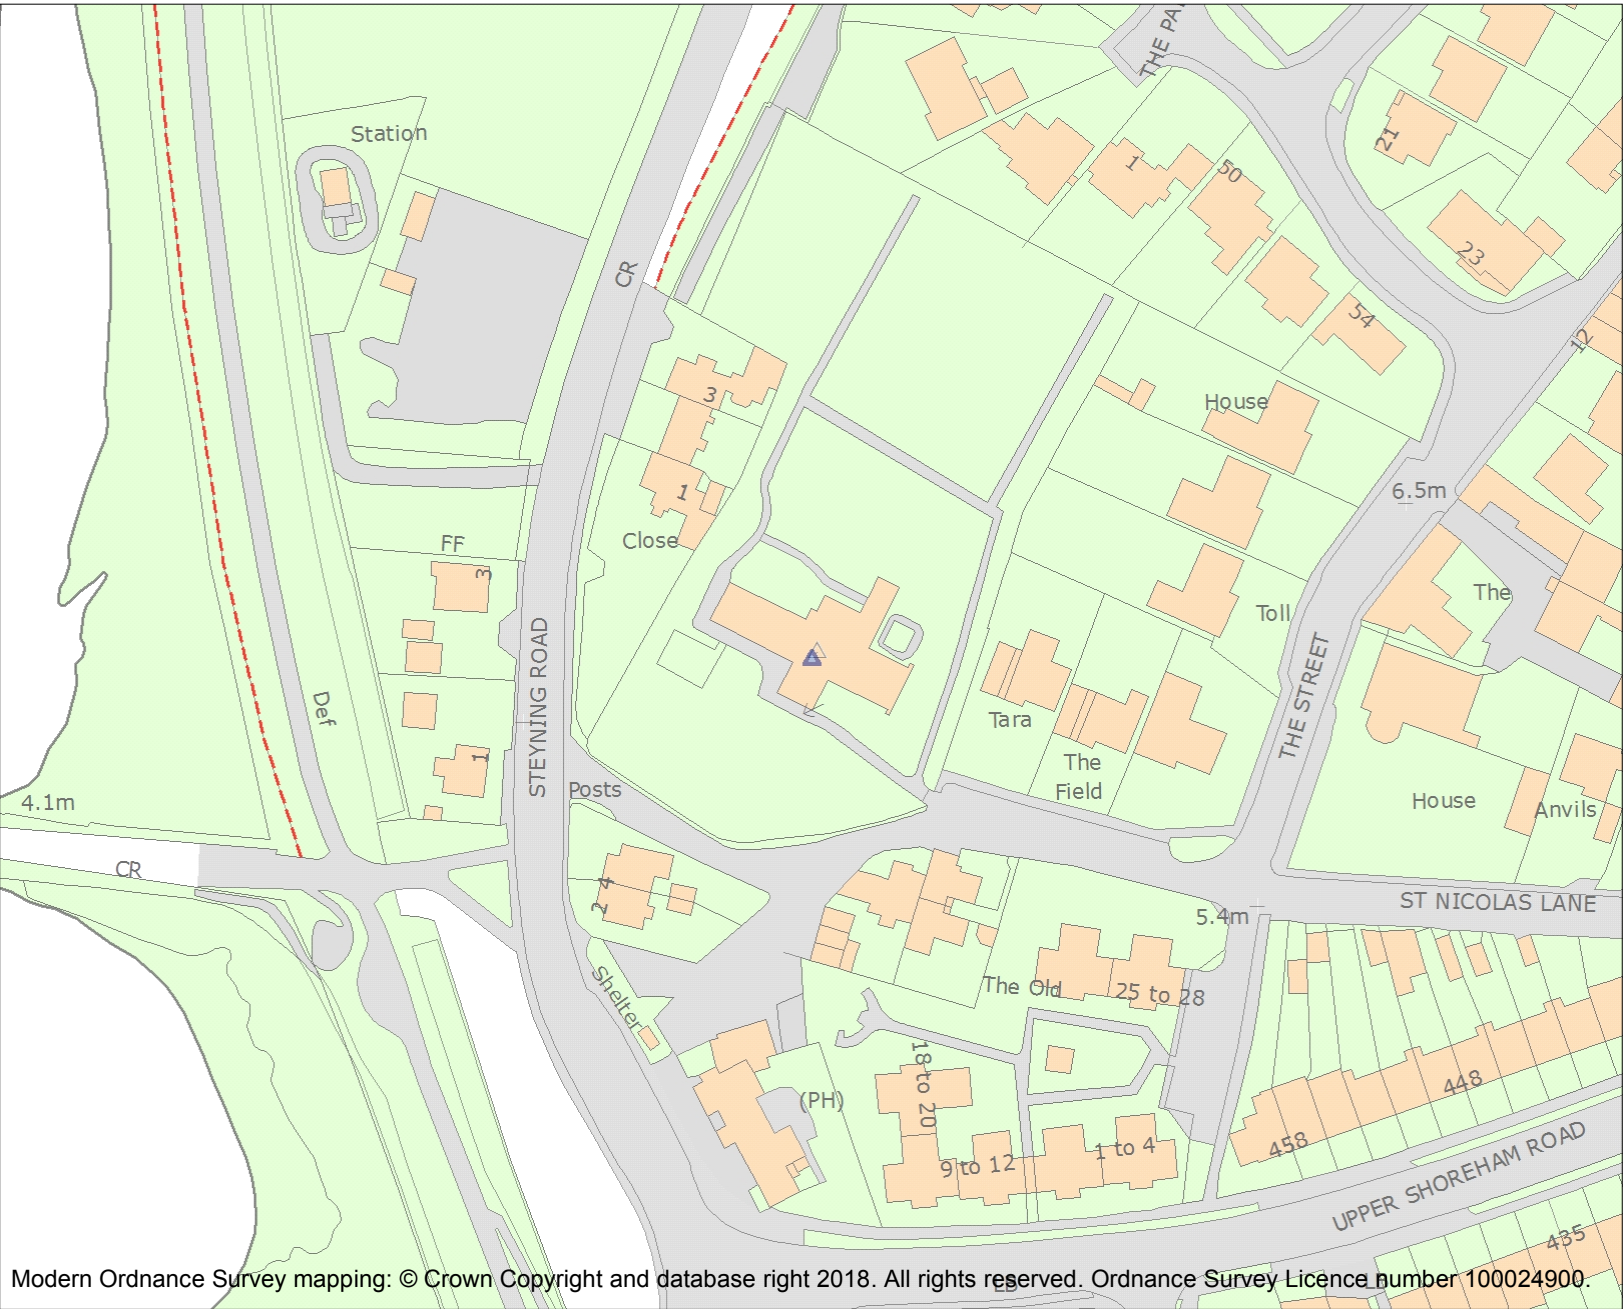 THE PA
Station
1
50
21
23
CR
54
12
3
House
1
6.5m
Close
FF
3
The
Toll
STEYNING ROAD
THE STREET
Def
Tara
1
The
Field
Posts
4.1m
House
Anvils
CR
2
4
ST NICOLAS LANE
5.4m
The Old
25 to 28
Shelter
18 to 20
(PH)
448
458
1 to 4
9 to 12
UPPER SHOREHAM ROAD
435
LB
Modern Ordnance Survey mapping: © Crown Copyright and database right 2018. All rights reserved. Ordnance Survey Licence number 100024900.